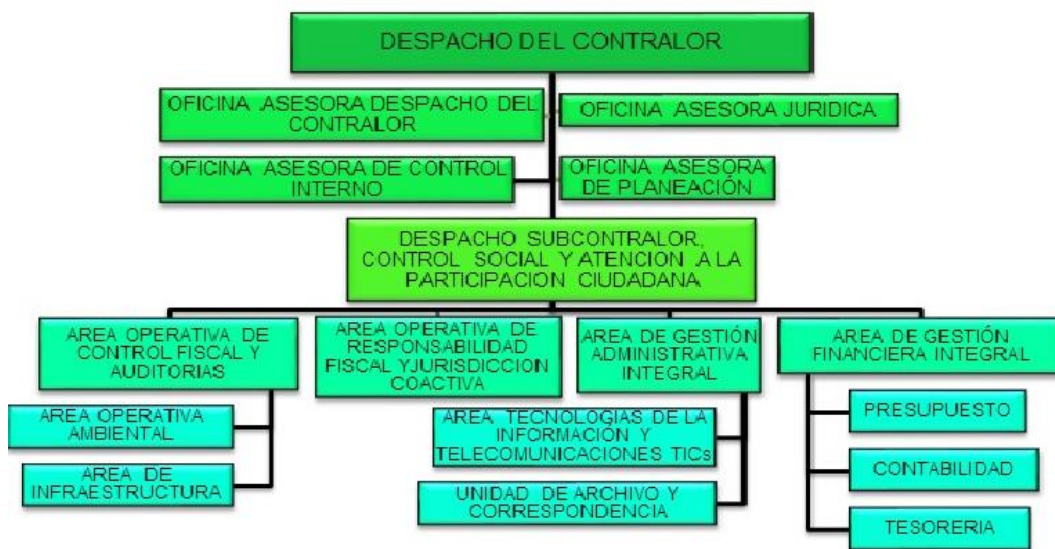 DESPACHO DEL CONTRALOR
OFICINA ASESORA DESPACHO DEL
CONTRALOR
OFICINA ASESORA JURIDICA
OFICINA ASESORA DE CONTROL
INTERNO
OFICINA ASESORA
DE PLANEACIÓN
DESPACHO SUBCONTRALOR,
CONTROL SOCIAL Y ATENCION A LA
PARTICIPACION CIUDADANA
AREA OPERATIVA DE
CONTROL FISCAL Y
AUDITORIAS
AREA OPERATIVA DE
RESPONSABILIDAD
FISCAL YJURISDICCION
COACTIVA
AREA DE GESTIÓN
ADMINISTRATIVA
INTEGRAL
AREA DE GESTIÓN
FINANCIERA INTEGRAL
AREA OPERATIVA
AMBIENTAL
AREA DE
INFRAESTRUCTURA
AREA TECNOLOGIAS DE LA
INFORMACIÓN Y
TELECOMUNICACIONES TICs
UNIDAD DE ARCHIVO Y
CORRESPONDENCIA
PRESUPUESTO
CONTABILIDAD
TESORERIA